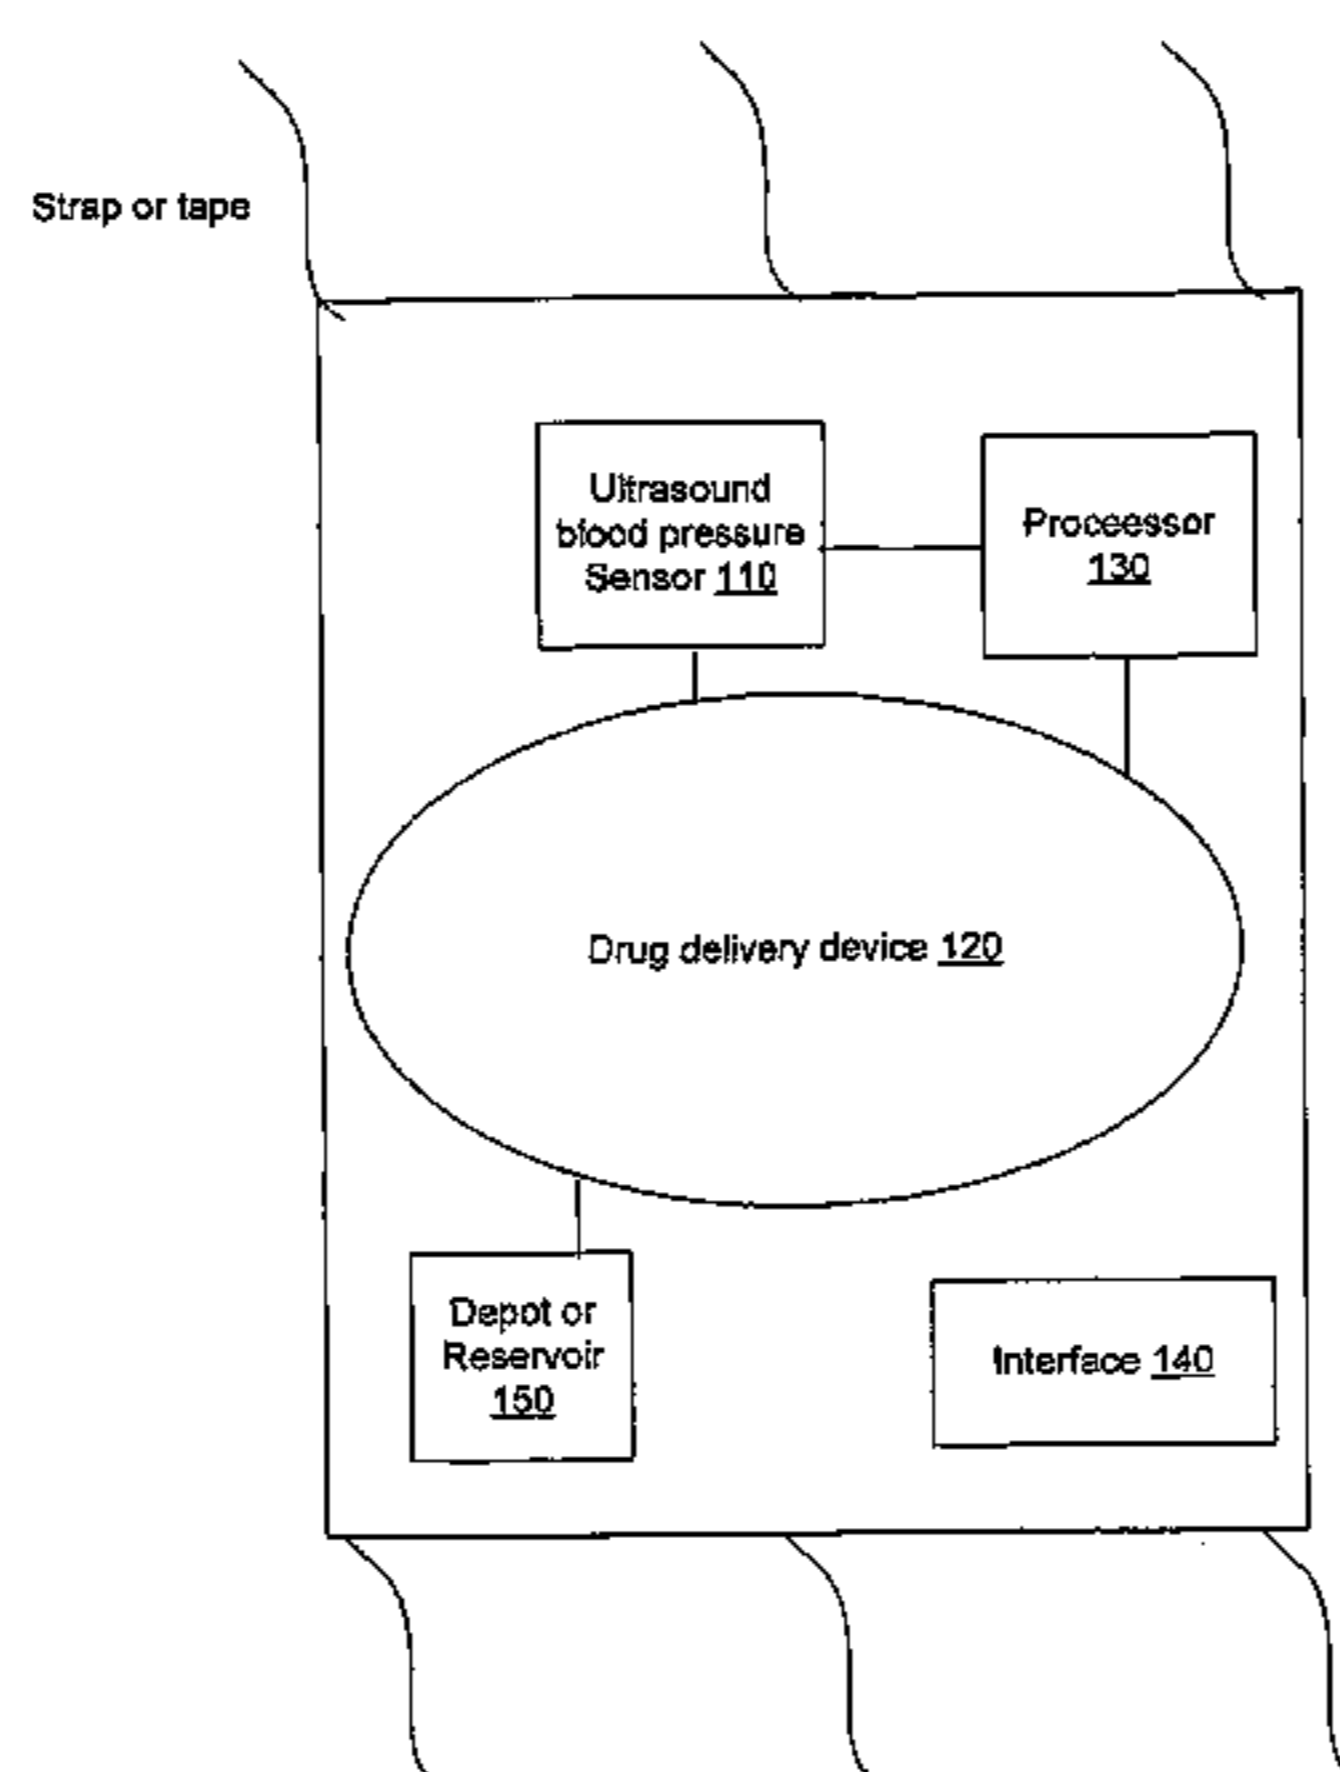 Strap or tape
Ultrasound
blood pressure
Sensor 110
Proceessor
130
Drug delivery device 120
Depot or
Reservoir
150
Interface 140